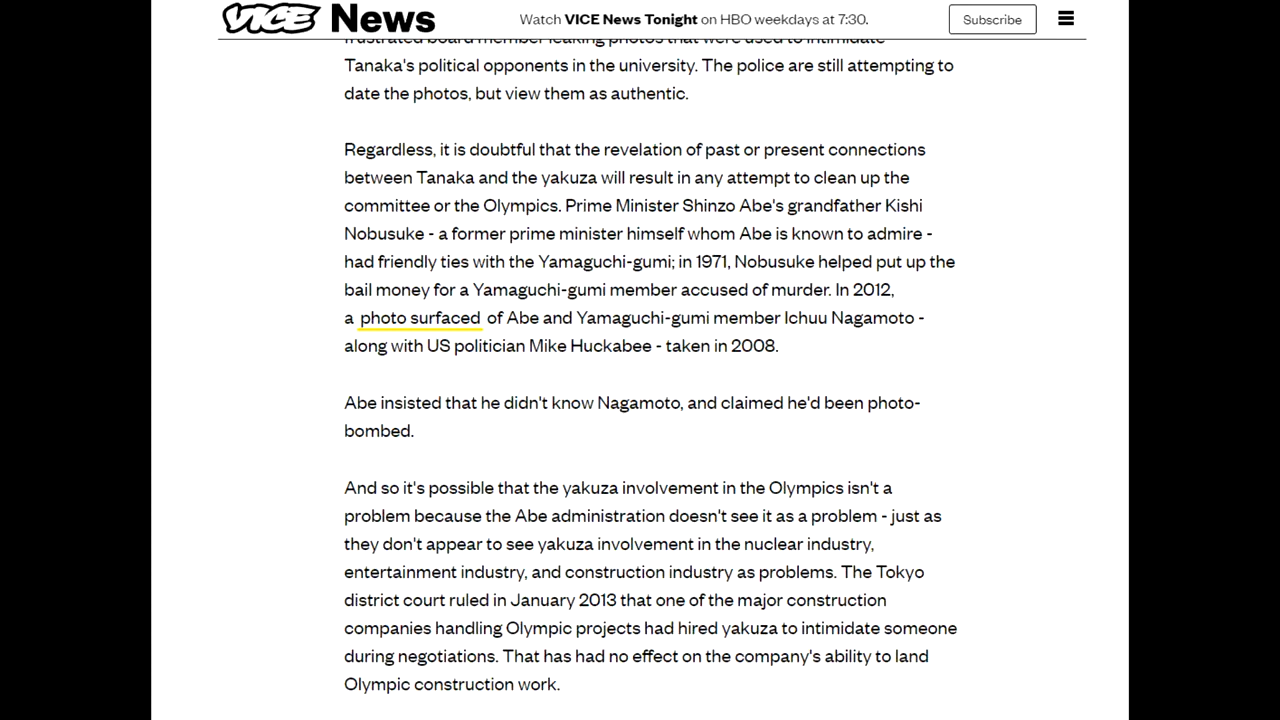 VICE News
Watch VICE News Tonight on HBO weekdays at 7:30.
Subscribe
frustrated board member leaking photos that were used to intimidate
Tanaka's political opponents in the university. The police are still attempting to
date the photos, but view them as authentic.
Regardless, it is doubtful that the revelation of past or present connections
between Tanaka and the yakuza will result in any attempt to clean up the
committee or the Olympics. Prime Minister Shinzo Abe's grandfather Kishi
Nobusuke - a former prime minister himself whom Abe is known to admire -
had friendly ties with the Yamaguchi-gumi; in 1971, Nobusuke helped put up the
bail money for a Yamaguchi-gumi member accused of murder. In 2012,
a photo surfaced of Abe and Yamaguchi-gumi member Ichuu Nagamoto -
along with US politician Mike Huckabee - taken in 2008.
Abe insisted that he didn't know Nagamoto, and claimed he'd been photo-
bombed.
And so it's possible that the yakuza involvement in the Olympics isn't a
problem because the Abe administration doesn't see it as a problem - just as
they don't appear to see yakuza involvement in the nuclear industry,
entertainment industry, and construction industry as problems. The Tokyo
district court ruled in January 2013 that one of the major construction
companies handling Olympic projects had hired yakuza to intimidate someone
during negotiations. That has had no effect on the company's ability to land
Olympic construction work.